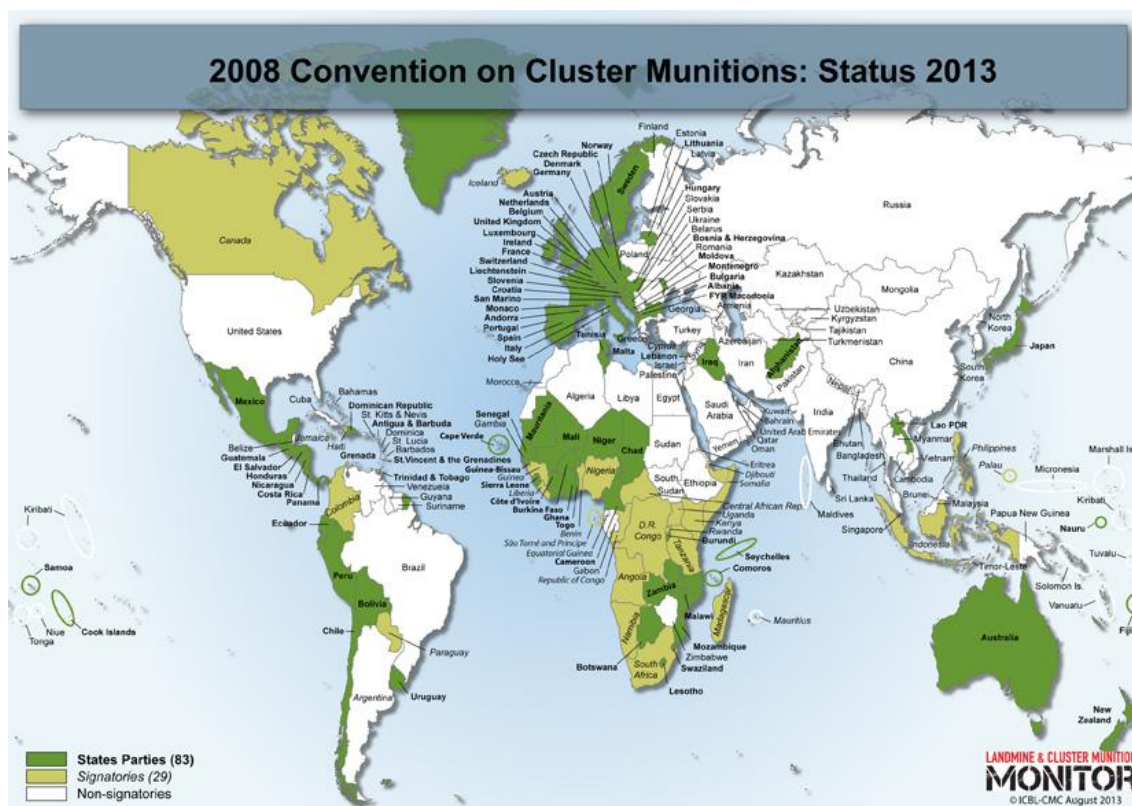 2008 Convention on Cluster Munitions: Status 2013
Finland
Estonia
Lithuania
Latvia
Norway
Czech Republic
Denmark
Germany
Sweden
Iceland
Austria
Netherlands
Belgium
United Kingdom
Luxembourg
Ireland
France
Switzerland
Liechtenstein
Slovenia
Croatia
San Marino
Monaco
Andorra
Portugal
Spain
Italy
Holy See
Hungary
Slovakia
Serbia
Ukraine
Belarus
Bosnia & Herzegovina
Romania
Moldova
Montenegro
Bulgaria
Albania
FYR Macedonia
Armenia
Georgia
Poland
Russia
Kazakhstan
Mongolia
Uzbekistan
Kyrgyzstan
Tajikistan
Turkmenistan
China
North
Korea
South
Korea
Japan
Canada
United States
Mexico
Cuba
Bahamas
Dominican Republic
St. Kitts & Nevis
Antigua & Barbuda
Dominica
St. Lucia
Barbados
St.Vincent & the Grenadines
Jamaica
Haiti
Grenada
Trinidad & Tobago
Venezuela
Guyana
Suriname
Belize
Guatemala
El Salvador
Honduras
Nicaragua
Costa Rica
Panama
Colombia
Ecuador
Peru
Brazil
Bolivia
Chile
Paraguay
Argentina
Uruguay
Kiribati
Samoa
Niue
Tonga
Cook Islands
Tunisia
Malta
Greece
Turkey
Cyprus
Syria
Lebanon
Israel
Palestine
Iraq
Iran
Azerbaijan
Afghanistan
Pakistan
Nepal
India
Morocco
Algeria
Libya
Egypt
Saudi
Arabia
Kuwait
Bahrain
United Arab Emirates
Qatar
Oman
Yemen
Senegal
Gambia
Cape Verde
Mauritania
Mali
Niger
Chad
Sudan
Eritrea
Djibouti
Somalia
Guinea-Bissau
Guinea
Sierra Leone
Liberia
Côte d'Ivoire
Burkina Faso
Ghana
Togo
Benin
São Tomé and Principe
Equatorial Guinea
Cameroon
Gabon
Republic of Congo
Nigeria
South
Sudan
Ethiopia
Central African Rep.
Uganda
Kenya
Rwanda
Burundi
D.R.
Congo
Tanzania
Seychelles
Comoros
Angola
Zambia
Malawi
Madagascar
Mauritius
Namibia
Mozambique
Zimbabwe
Swaziland
Botswana
South
Africa
Lesotho
Lao PDR
Myanmar
Bhutan
Bangladesh
Vietnam
Thailand
Cambodia
Sri Lanka
Brunei
Malaysia
Maldives
Singapore
Indonesia
Philippines
Palau
Micronesia
Marshall Is.
Kiribati
Papua New Guinea
Nauru
Timor-Leste
Tuvalu
Solomon Is.
Vanuatu
Fiji
Australia
New
Zealand
States Parties (83)
Signatories (29)
Non-signatories
LANDMINE & CLUSTER MUNITION
MONITOR
© ICBL-CMC August 2013